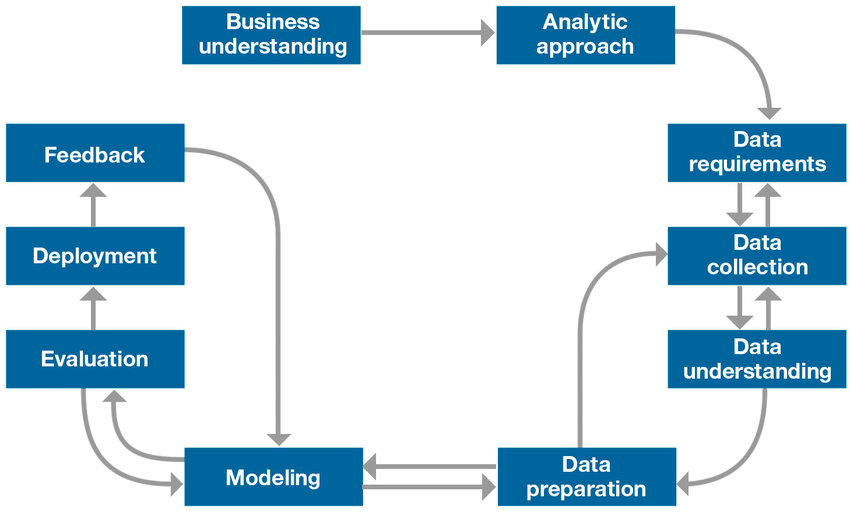 Business
understanding
Analytic
approach
Data
requirements
Data
collection
Data
understanding
Data
preparation
Modeling
Evaluation
Deployment
Feedback